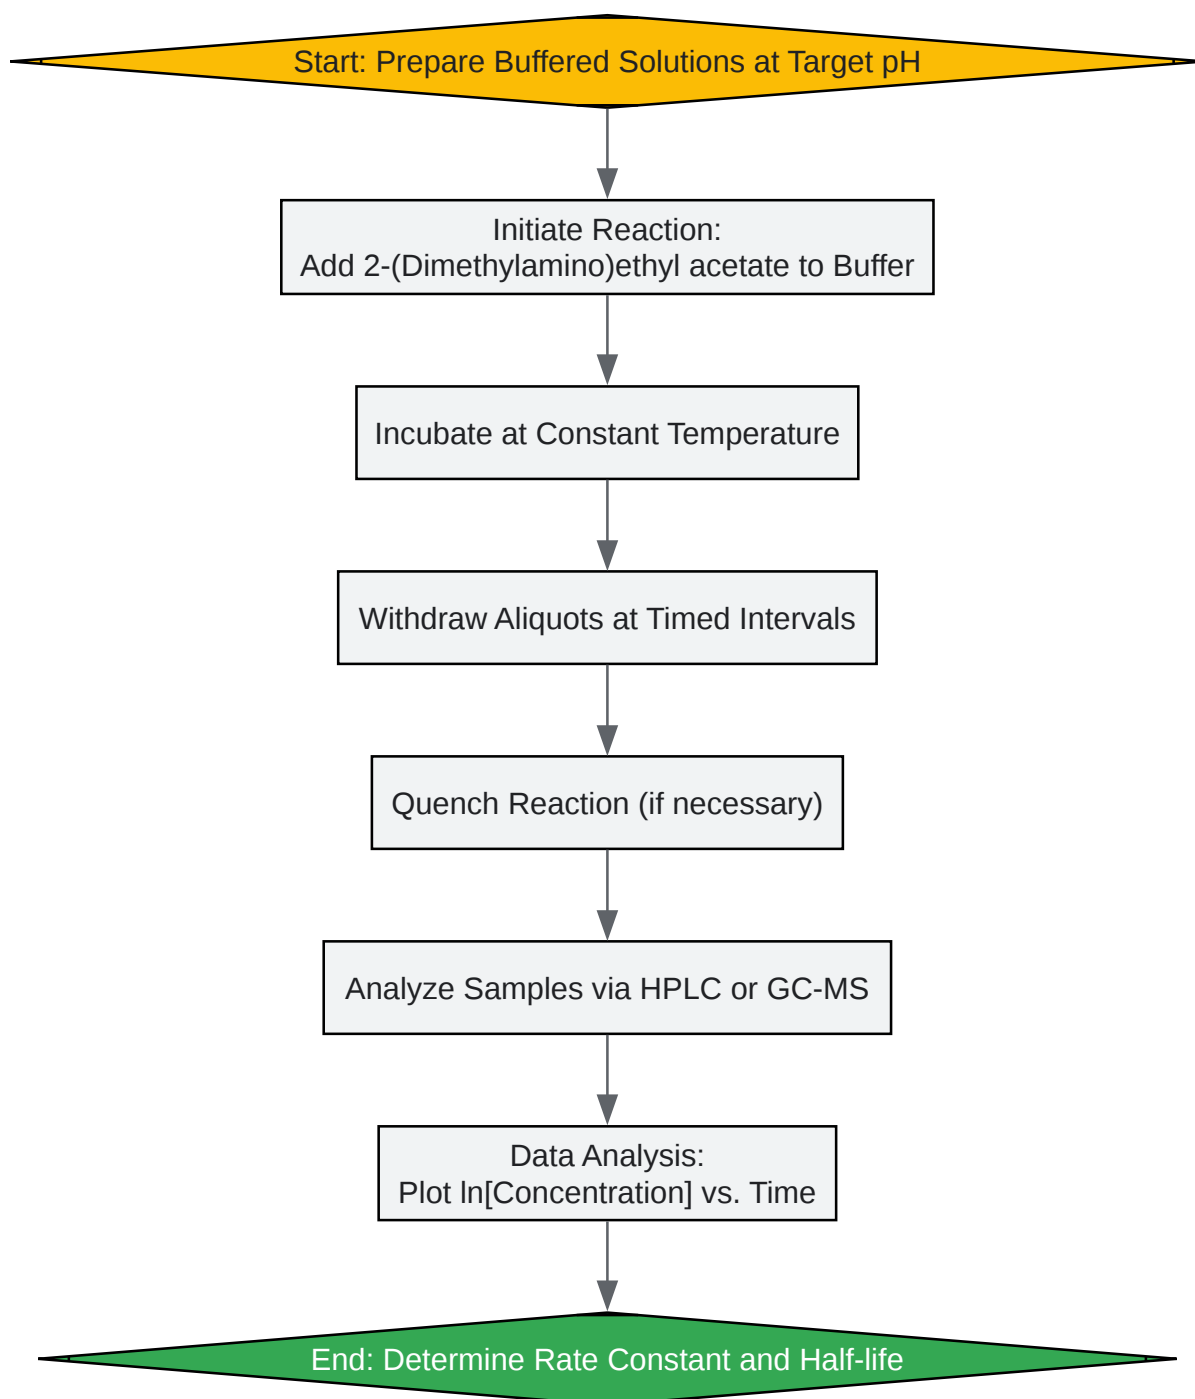 Start: Prepare Buffered Solutions at Target pH
Initiate Reaction:
Add 2-(Dimethylamino)ethyl acetate to Buffer
Incubate at Constant Temperature
Withdraw Aliquots at Timed Intervals
Quench Reaction (if necessary)
Analyze Samples via HPLC or GC-MS
Data Analysis:
Plot ln[Concentration] vs. Time
End: Determine Rate Constant and Half-life